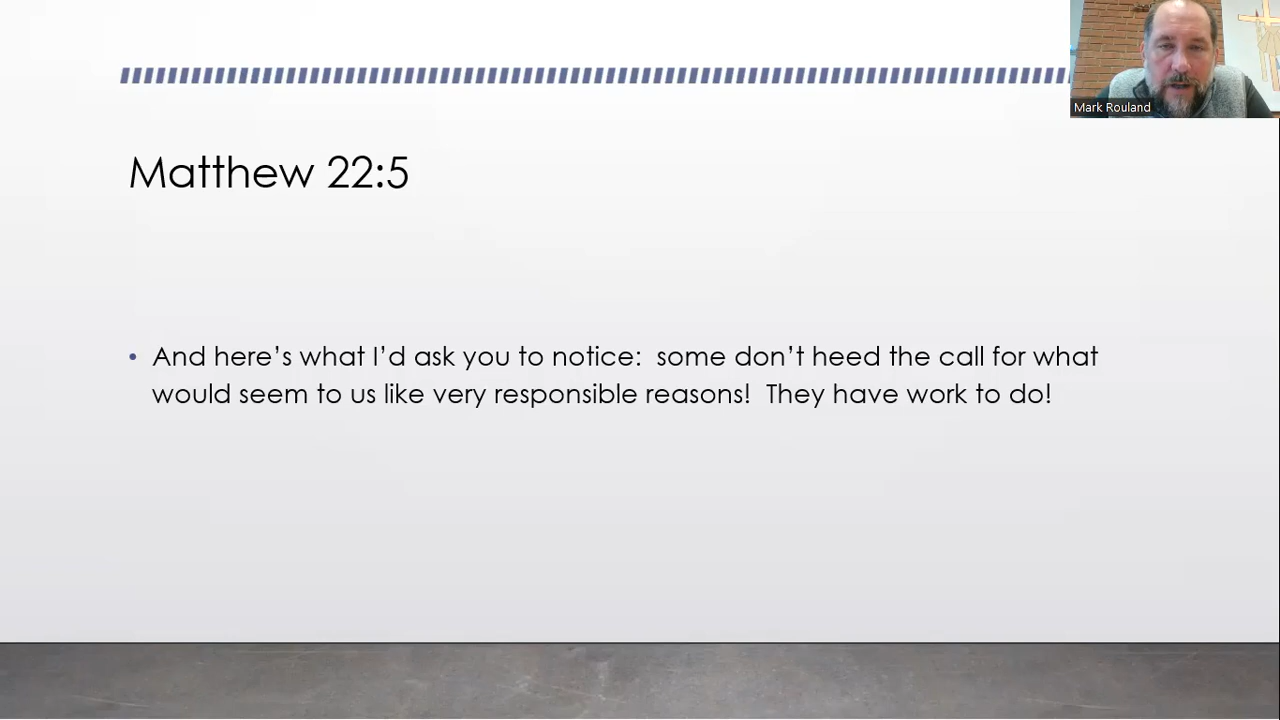 Mark Rouland
Matthew 22:5
• And here’s what I’d ask you to notice:  some don’t heed the call for what
would seem to us like very responsible reasons!  They have work to do!